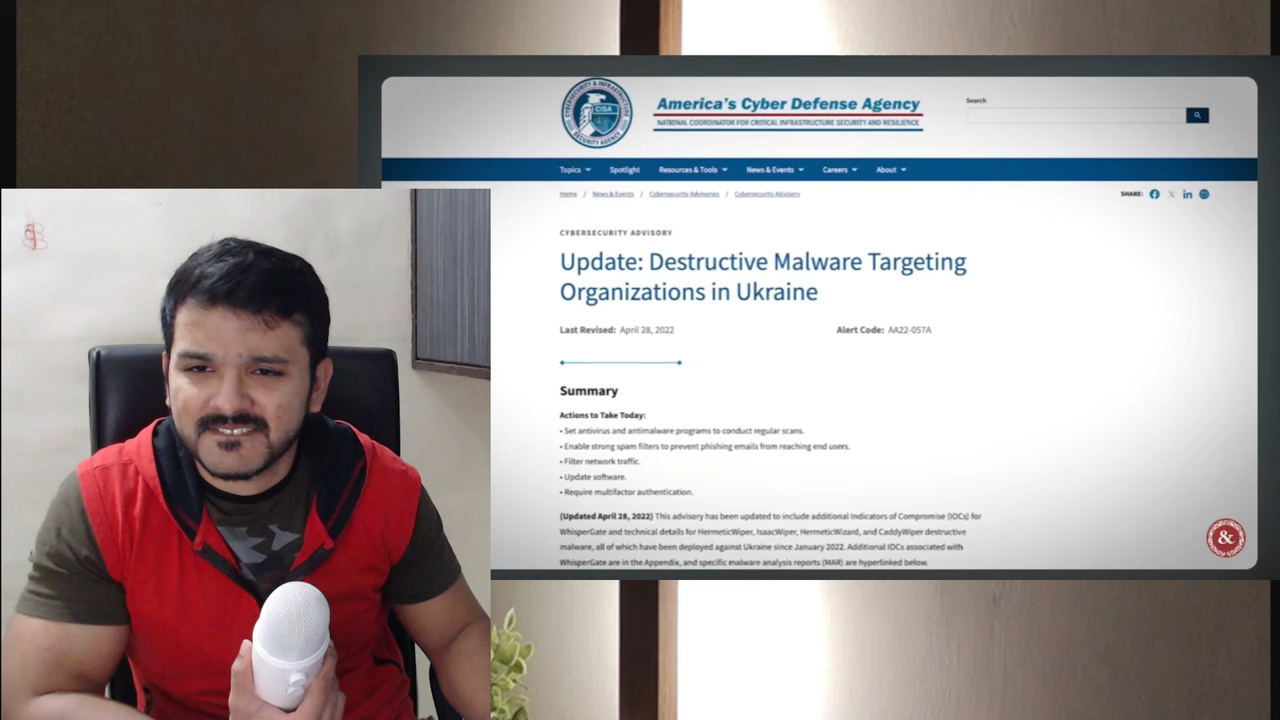 CYBERSECURITY & INFRASTRUCTURE
CISA
SECURITY AGENCY
America's Cyber Defense Agency
NATIONAL COORDINATOR FOR CRITICAL INFRASTRUCTURE SECURITY AND RESILIENCE
Search
Topics Spotlight Resources & Tools News & Events Careers About
Home / News & Events / Cybersecurity Advisories / Cybersecurity Advisory
SHARE:
CYBERSECURITY ADVISORY
Update: Destructive Malware Targeting
Organizations in Ukraine
Last Revised: April 28, 2022 Alert Code: AA22-057A
Summary
Actions to Take Today:
• Set antivirus and antimalware programs to conduct regular scans.
• Enable strong spam filters to prevent phishing emails from reaching end users.
• Filter network traffic.
• Update software.
• Require multifactor authentication.
(Updated April 28, 2022) This advisory has been updated to include additional Indicators of Compromise (IOCs) for
WhisperGate and technical details for HermeticWiper, IsaacWiper, HermeticWizard, and CaddyWiper destructive
malware, all of which have been deployed against Ukraine since January 2022. Additional IOCs associated with
WhisperGate are in the Appendix, and specific malware analysis reports (MAR) are hyperlinked below.
&